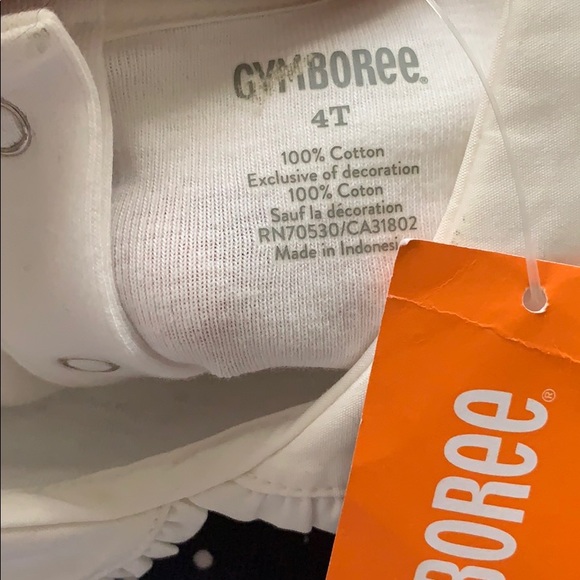 GYMBOREE®
4T
100% Cotton
Exclusive of decoration
100% Coton
Sauf la décoration
RN70530/CA31802
Made in Indonesi
BOREE®